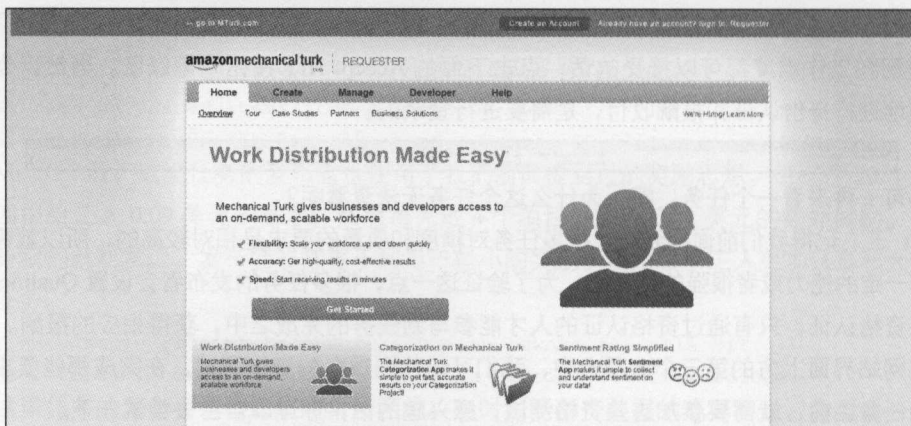 go to MTurk.com
Create an Account Already have an account? Sign in. Requester
amazonmechanical turk REQUESTER
Home Create Manage Developer Help
Overview Tour Case Studies Partners Business Solutions We're Hiring! Learn More
Work Distribution Made Easy
Mechanical Turk gives businesses and developers access to
an on-demand, scalable workforce
Flexibility: Scale your workforce up and down quickly
Accuracy: Get high-quality, cost-effective results
Speed: Start receiving results in minutes
Get Started
Work Distribution Made Easy
Mechanical Turk gives
businesses and developers
access to an on-demand,
scalable workforce
Categorization on Mechanical Turk
The Mechanical Turk
Categorization App makes it
simple to get fast, accurate
results on your Categorization
Project!
Sentiment Rating Simplified
The Mechanical Turk Sentiment
App makes it simple to collect
and understand sentiment on
your data!